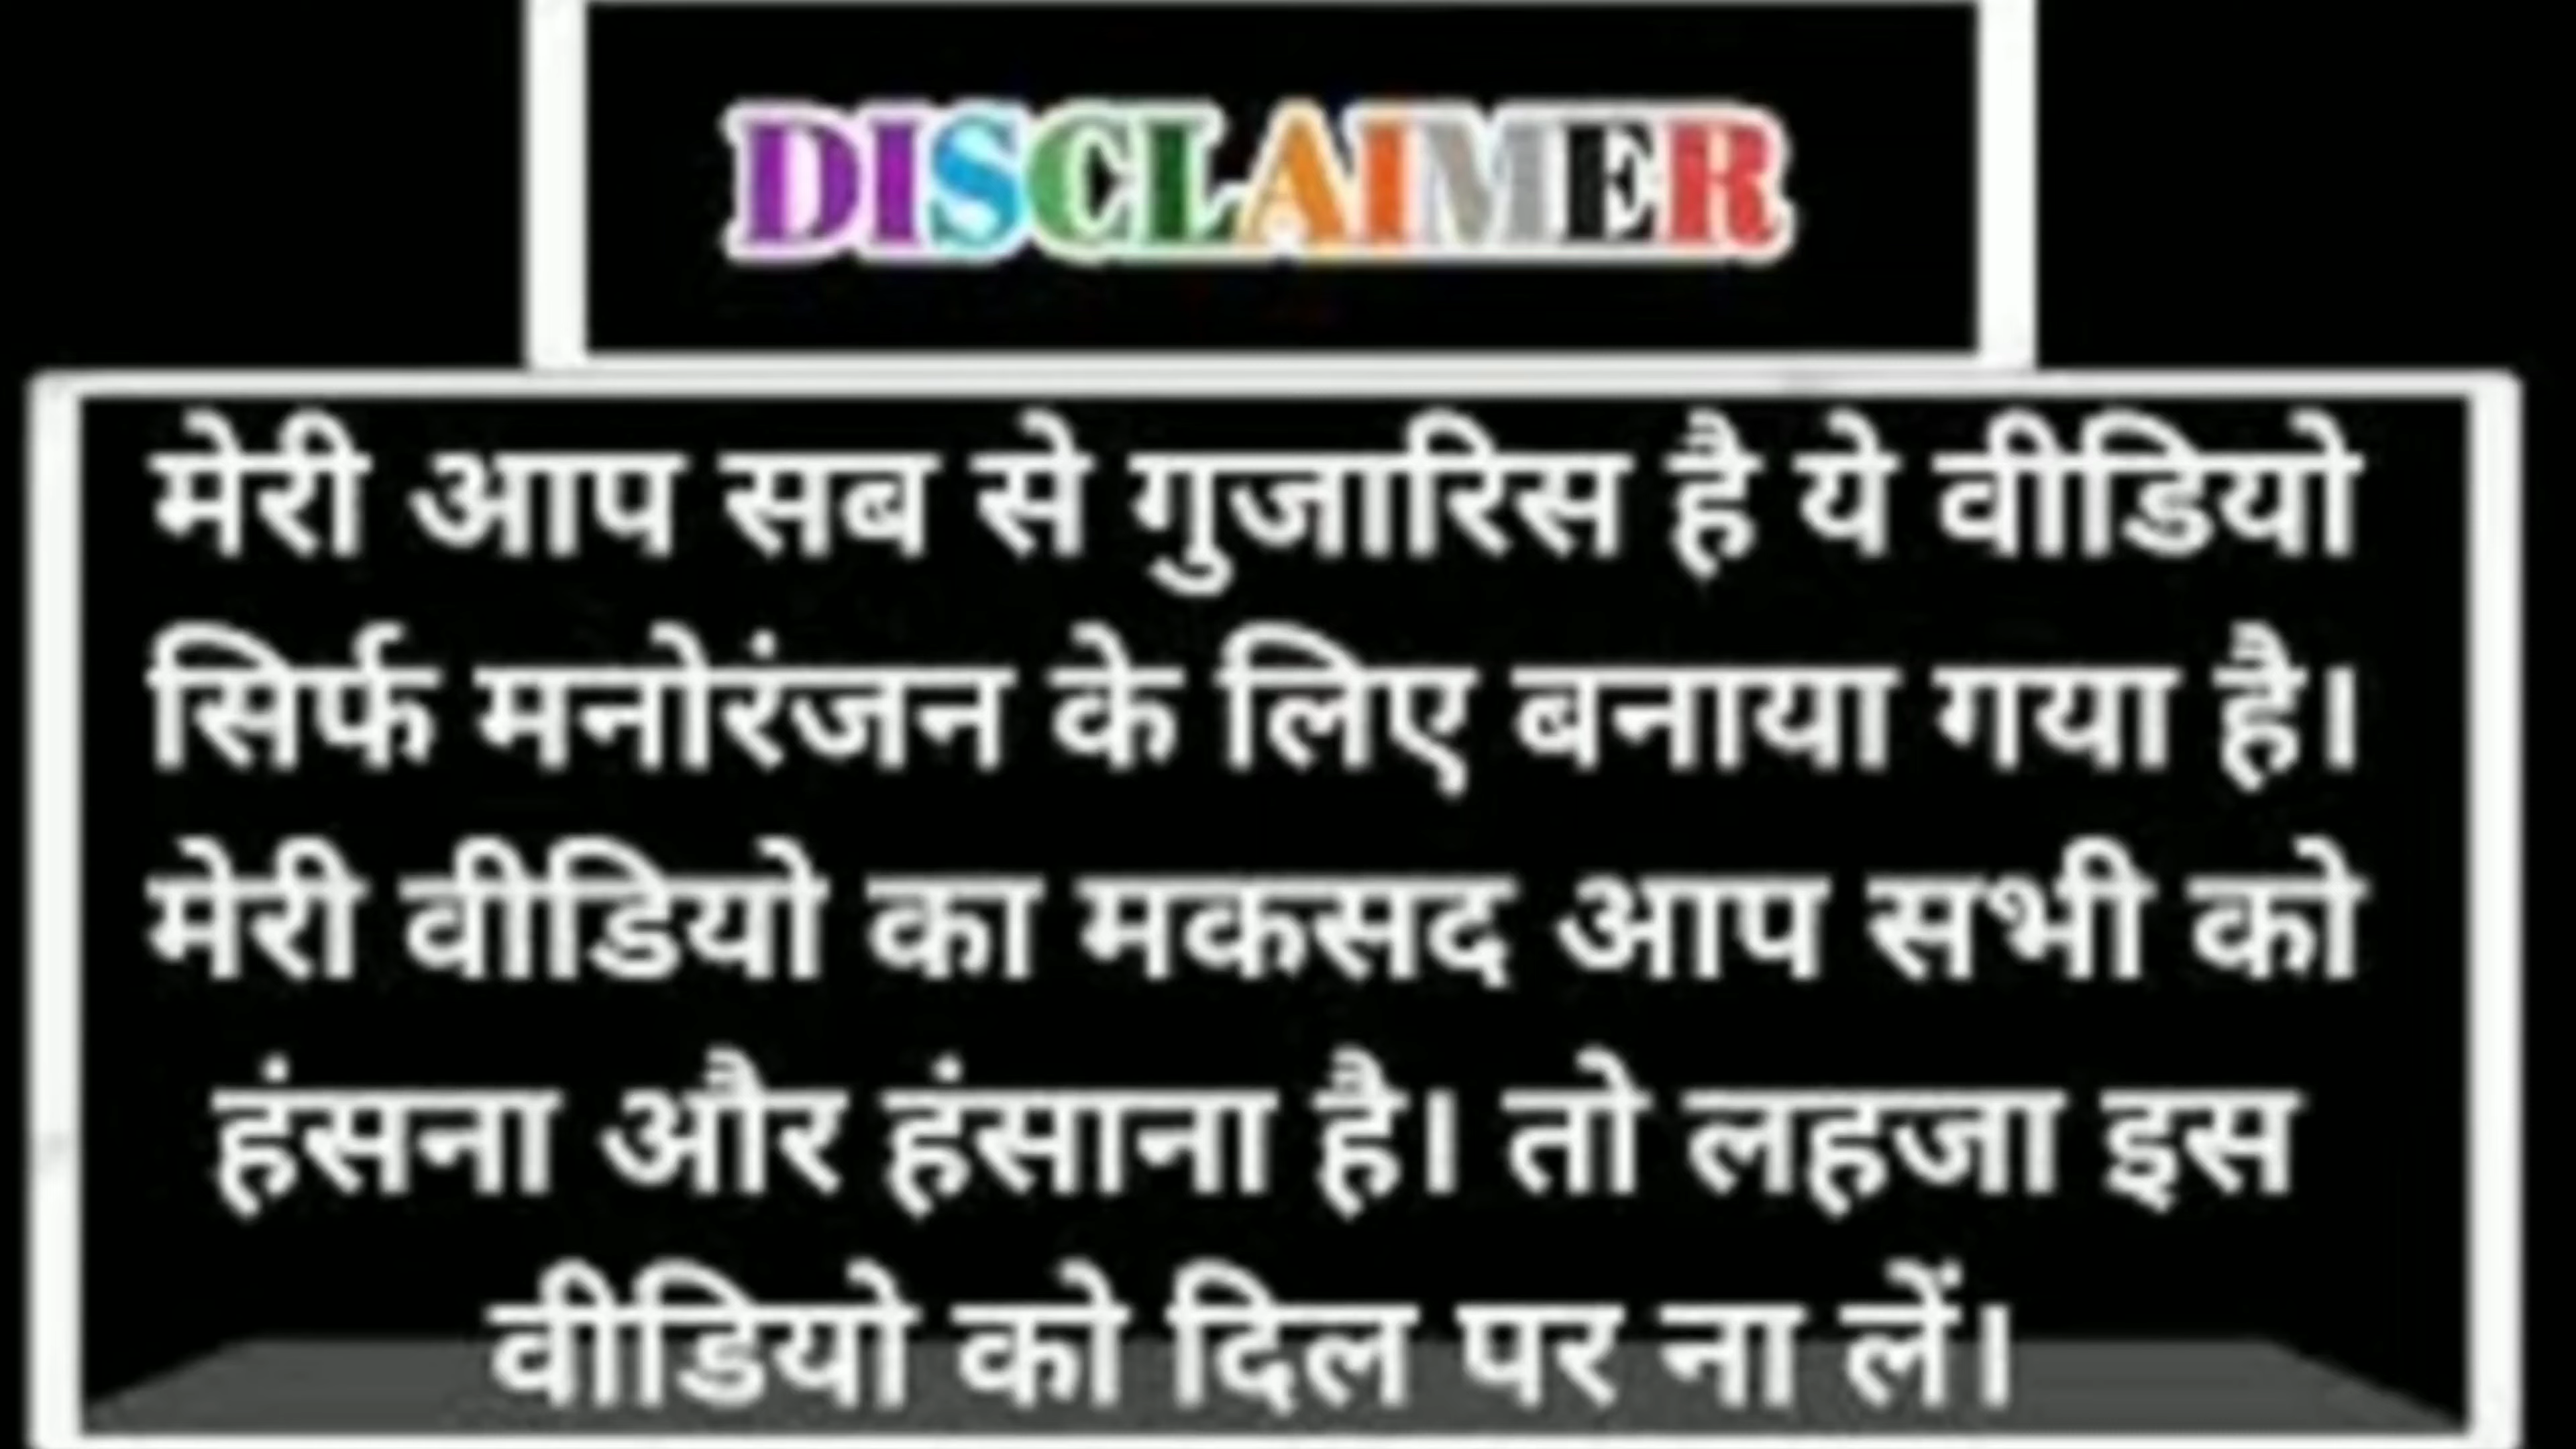 DISCLAIMER
मेरी आप सब से गुजारिस है ये वीडियो
सिर्फ मनोरंजन के लिए बनाया गया है।
मेरी वीडियो का मकसद आप सभी को
हंसना और हंसाना है। तो लहजा इस
वीडियो को दिल पर ना लें।